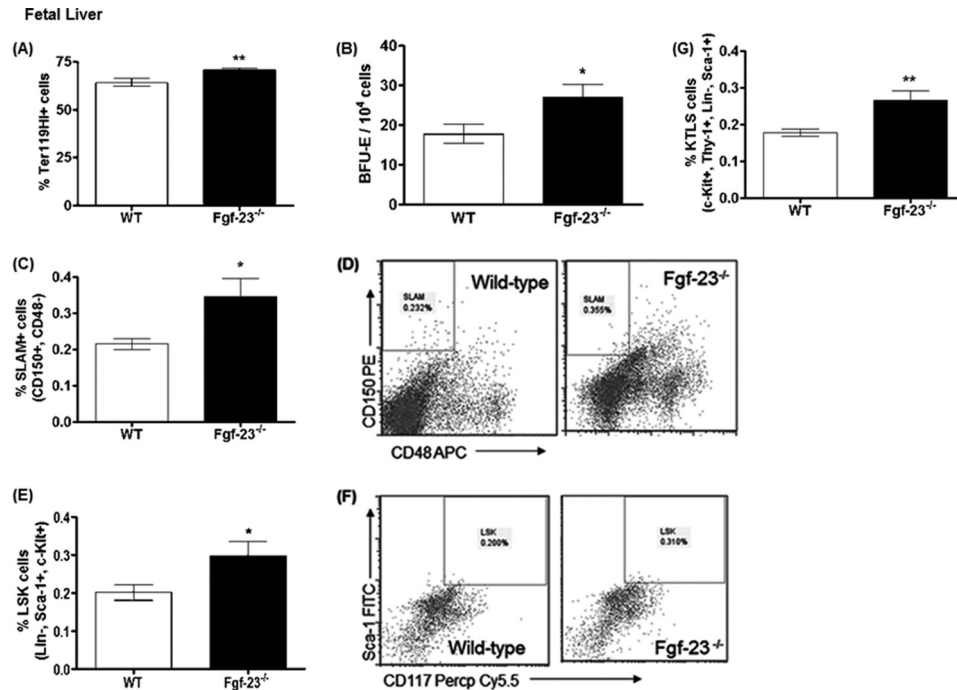 Fetal Liver
(A)
% Ter119HI+ cells
75
50
25
0
**
WT
Fgf-23-/-
(B)
BFU-E / 10⁴ cells
40
30
20
10
0
*
WT
Fgf-23-/-
(G)
% KTLS cells
(c-Kit+, Thy-1+, Lin-, Sca-1+)
0.4
0.3
0.2
0.1
0.0
**
WT
Fgf-23-/-
(C)
% SLAM+ cells
(CD150+, CD48-)
0.4
0.3
0.2
0.1
0.0
*
WT
Fgf-23-/-
(D)
CD150 PE
SLAM
0.232%
Wild-type
SLAM
0.355%
Fgf-23-/-
CD48 APC
(E)
% LSK cells
(Lin-, Sca-1+, c-Kit+)
0.4
0.3
0.2
0.1
0.0
*
WT
Fgf-23-/-
(F)
Sca-1 FITC
LSK
0.200%
Wild-type
LSK
0.310%
Fgf-23-/-
CD117 Percp Cy5.5